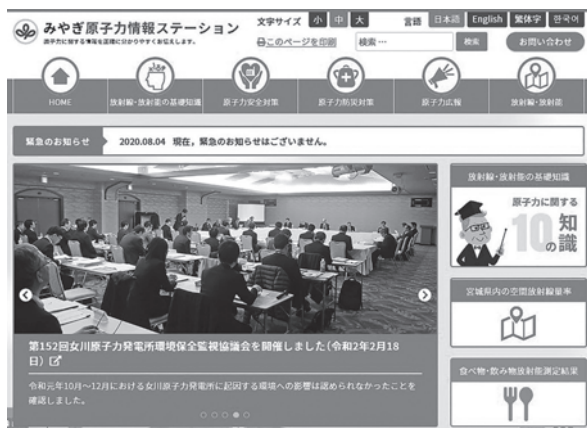 みやぎ原子力情報ステーション
原子力に関する情報を正確に分かりやすくお伝えします。
文字サイズ 小 中 大 言語 日本語 English 繁体字 한국어
このページを印刷 検索… 検索 お問い合わせ
HOME 放射線・放射能の基礎知識 原子力安全対策 原子力防災対策 原子力広報 放射線・放射能
緊急のお知らせ 2020.08.04 現在，緊急のお知らせはございません。
第152回女川原子力発電所環境保全監視協議会を開催しました（令和2年2月18
日）
令和元年10月～12月における女川原子力発電所に起因する環境への影響は認められなかったことを
確認しました。
放射線・放射能の基礎知識
原子力に関する
10の知識
宮城県内の空間放射線量率
食べ物・飲み物放射能測定結果